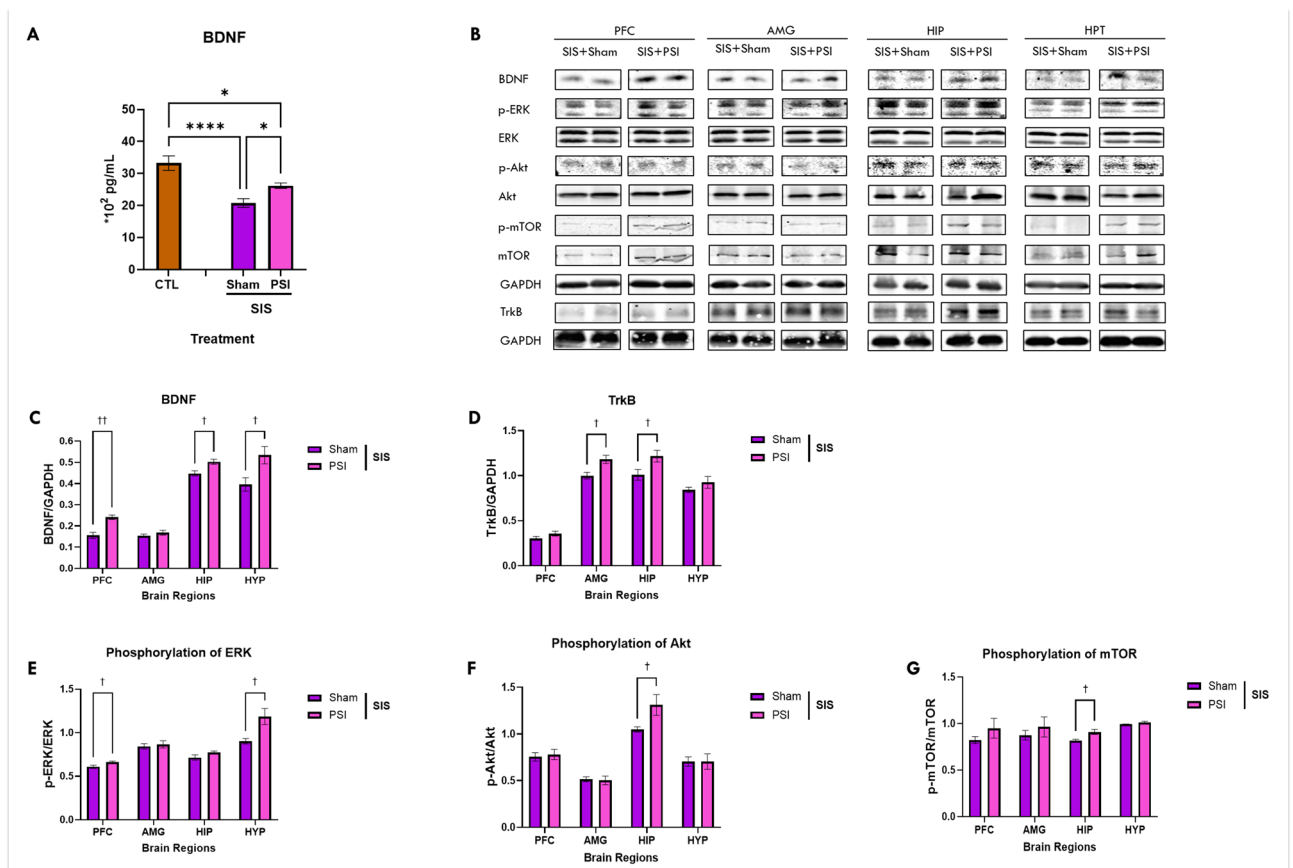 A
BDNF
*
****
*
50
40
30
20
10
0
*10² pg/mL
CTL
Sham
PSI
SIS
Treatment
B
PFC
AMG
HIP
HPT
SIS+Sham
SIS+PSI
SIS+Sham
SIS+PSI
SIS+Sham
SIS+PSI
SIS+Sham
SIS+PSI
BDNF
p-ERK
ERK
p-Akt
Akt
p-mTOR
mTOR
GAPDH
TrkB
GAPDH
C
BDNF
††
†
†
0.6
0.5
0.4
0.3
0.2
0.1
0.0
BDNF/GAPDH
PFC
AMG
HIP
HYP
Brain Regions
Sham
PSI
SIS
D
TrkB
†
†
1.5
1.0
0.5
0.0
TrkB/GAPDH
PFC
AMG
HIP
HYP
Brain Regions
Sham
PSI
SIS
E
Phosphorylation of ERK
†
†
1.5
1.0
0.5
0.0
p-ERK/ERK
PFC
AMG
HIP
HYP
Brain Regions
Sham
PSI
SIS
F
Phosphorylation of Akt
†
1.5
1.0
0.5
0.0
p-Akt/Akt
PFC
AMG
HIP
HYP
Brain Regions
Sham
PSI
SIS
G
Phosphorylation of mTOR
†
1.5
1.0
0.5
0.0
p-mTOR/mTOR
PFC
AMG
HIP
HYP
Brain Regions
Sham
PSI
SIS